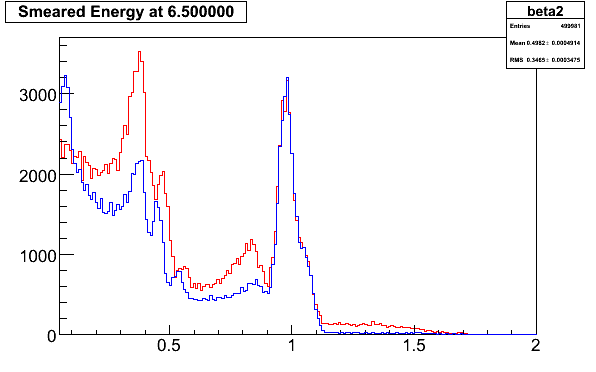 Smeared Energy at 6.500000
beta2
Entries 499981
Mean 0.4982 ± 0.0004914
RMS 0.3465 ± 0.0003475
3000
2000
1000
0
0.5
1
1.5
2